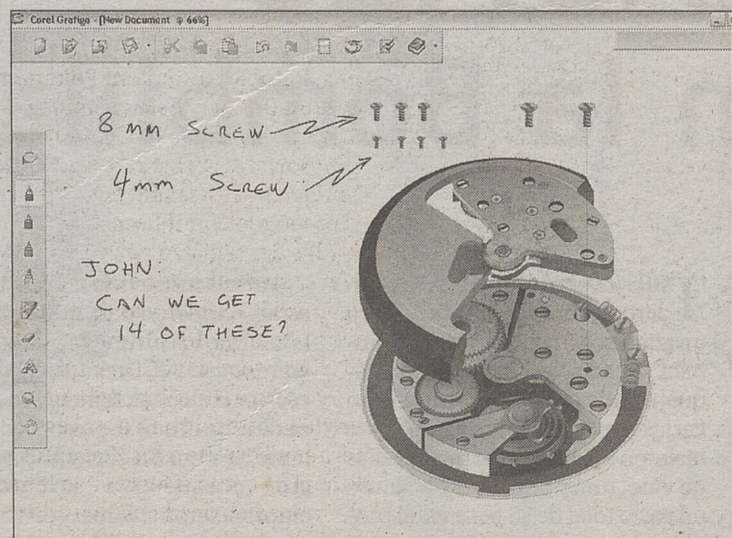 Corel Grafigo - [New Document @ 66%]
8 MM SCREW
4MM SCREW
JOHN:
CAN WE GET
14 OF THESE?